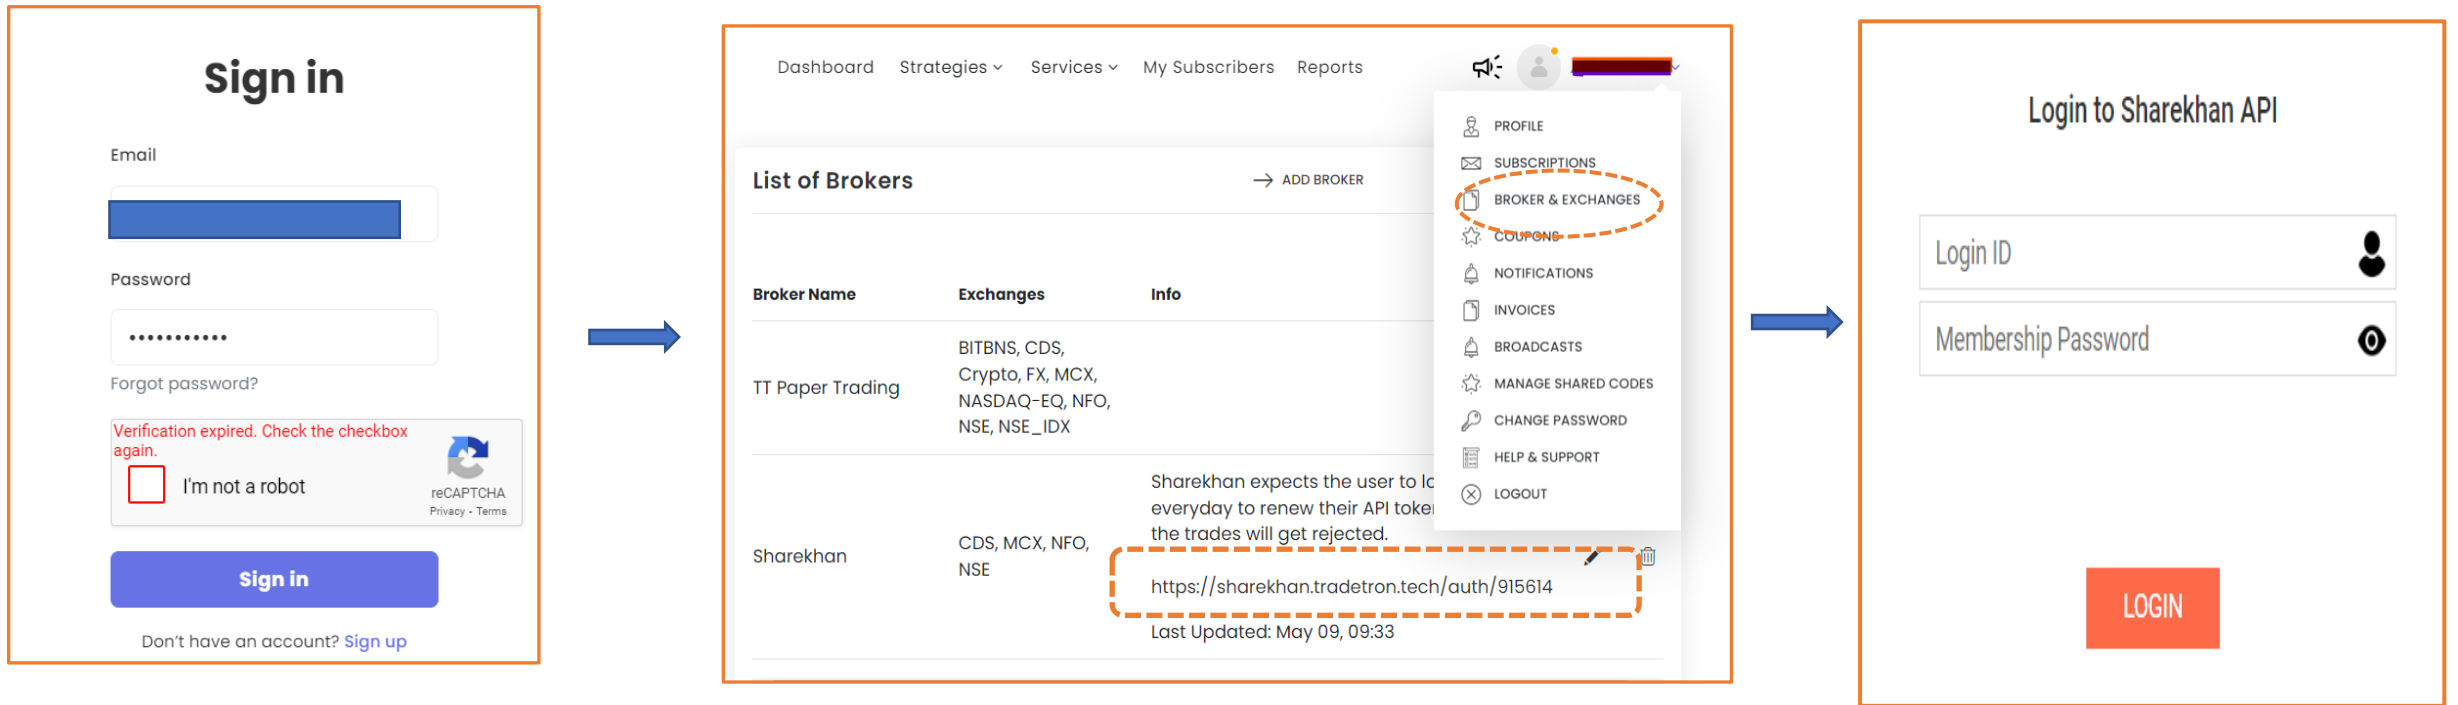 Sign in
Email
Password
•••••••••••
Forgot password?
Verification expired. Check the checkbox
again.
I'm not a robot
reCAPTCHA
Privacy - Terms
Sign in
Don't have an account? Sign up
Dashboard Strategies Services My Subscribers Reports
List of Brokers
ADD BROKER
Broker Name Exchanges Info
TT Paper Trading
BITBNS, CDS,
Crypto, FX, MCX,
NASDAQ-EQ, NFO,
NSE, NSE_IDX
Sharekhan
CDS, MCX, NFO,
NSE
Sharekhan expects the user to
everyday to renew their API
the trades will get rejected.
https://sharekhan.tradetron.tech/auth/915614
Last Updated: May 09, 09:33
PROFILE
SUBSCRIPTIONS
BROKER & EXCHANGES
COUPONS
NOTIFICATIONS
INVOICES
BROADCASTS
MANAGE SHARED CODES
CHANGE PASSWORD
HELP & SUPPORT
LOGOUT
Login to Sharekhan API
Login ID
Membership Password
LOGIN